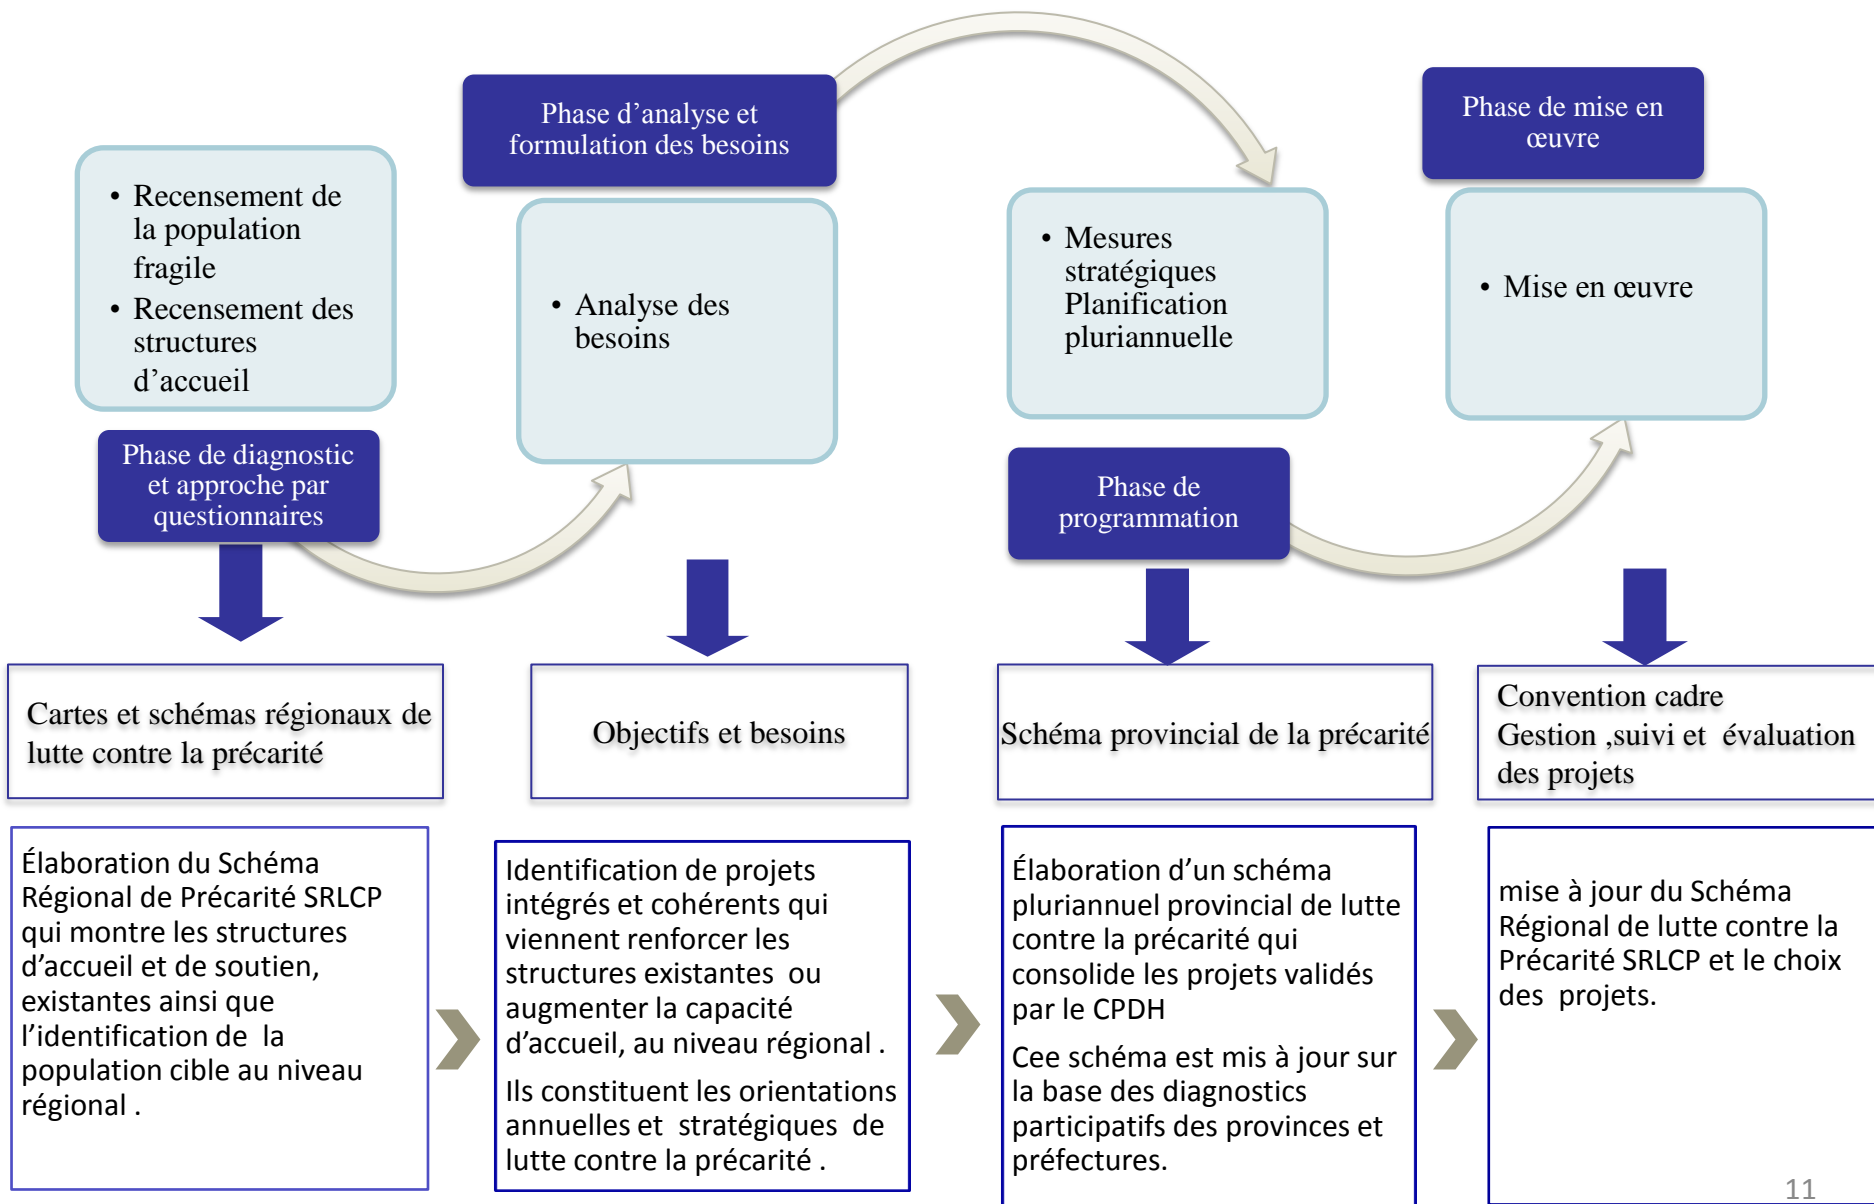 • Recensement de
la population
fragile
• Recensement des
structures
d’accueil
Phase de diagnostic
et approche par
questionnaires
Phase d’analyse et
formulation des besoins
• Analyse des
besoins
• Mesures
stratégiques
Planification
pluriannuelle
Phase de
programmation
Phase de mise en
œuvre
• Mise en œuvre
Cartes et schémas régionaux de
lutte contre la précarité
Objectifs et besoins
Schéma provincial de la précarité
Convention cadre
Gestion ,suivi et évaluation
des projets
Élaboration du Schéma
Régional de Précarité SRLCP
qui montre les structures
d’accueil et de soutien,
existantes ainsi que
l’identification de la
population cible au niveau
régional .
Identification de projets
intégrés et cohérents qui
viennent renforcer les
structures existantes ou
augmenter la capacité
d’accueil, au niveau régional .
Ils constituent les orientations
annuelles et stratégiques de
lutte contre la précarité .
Élaboration d’un schéma
pluriannuel provincial de lutte
contre la précarité qui
consolide les projets validés
par le CPDH
Cee schéma est mis à jour sur
la base des diagnostics
participatifs des provinces et
préfectures.
mise à jour du Schéma
Régional de lutte contre la
Précarité SRLCP et le choix
des projets.
11